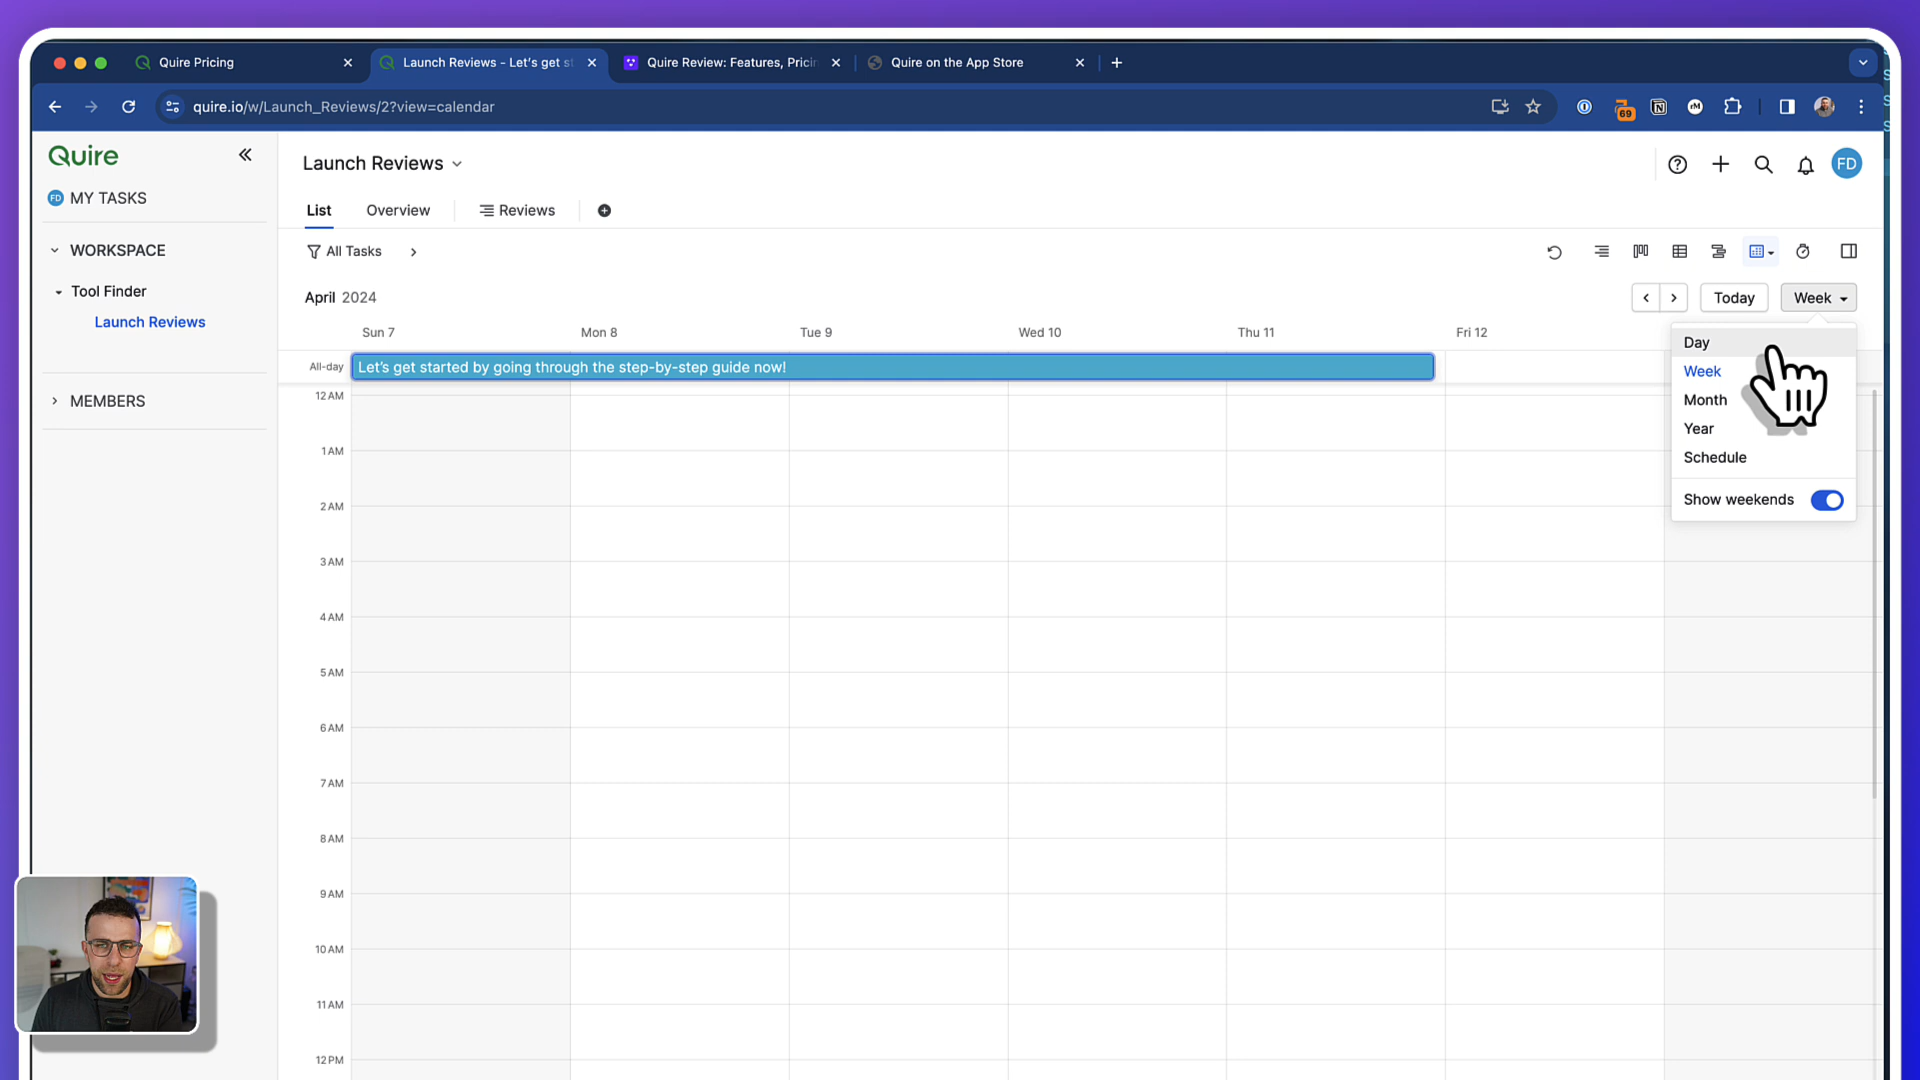 Quire Pricing
Launch Reviews - Let's get st
Quire Review: Features, Pricin
Quire on the App Store
quire.io/w/Launch_Reviews/2?view=calendar
69
Quire
FD MY TASKS
WORKSPACE
Tool Finder
Launch Reviews
MEMBERS
Launch Reviews
FD
List
Overview
Reviews
All Tasks
April 2024
Today
Week
Sun 7
Mon 8
Tue 9
Wed 10
Thu 11
Fri 12
All-day
Let's get started by going through the step-by-step guide now!
Day
Week
Month
Year
Schedule
Show weekends
12 AM
1 AM
2 AM
3 AM
4 AM
5 AM
6 AM
7 AM
8 AM
9 AM
10 AM
11 AM
12 PM